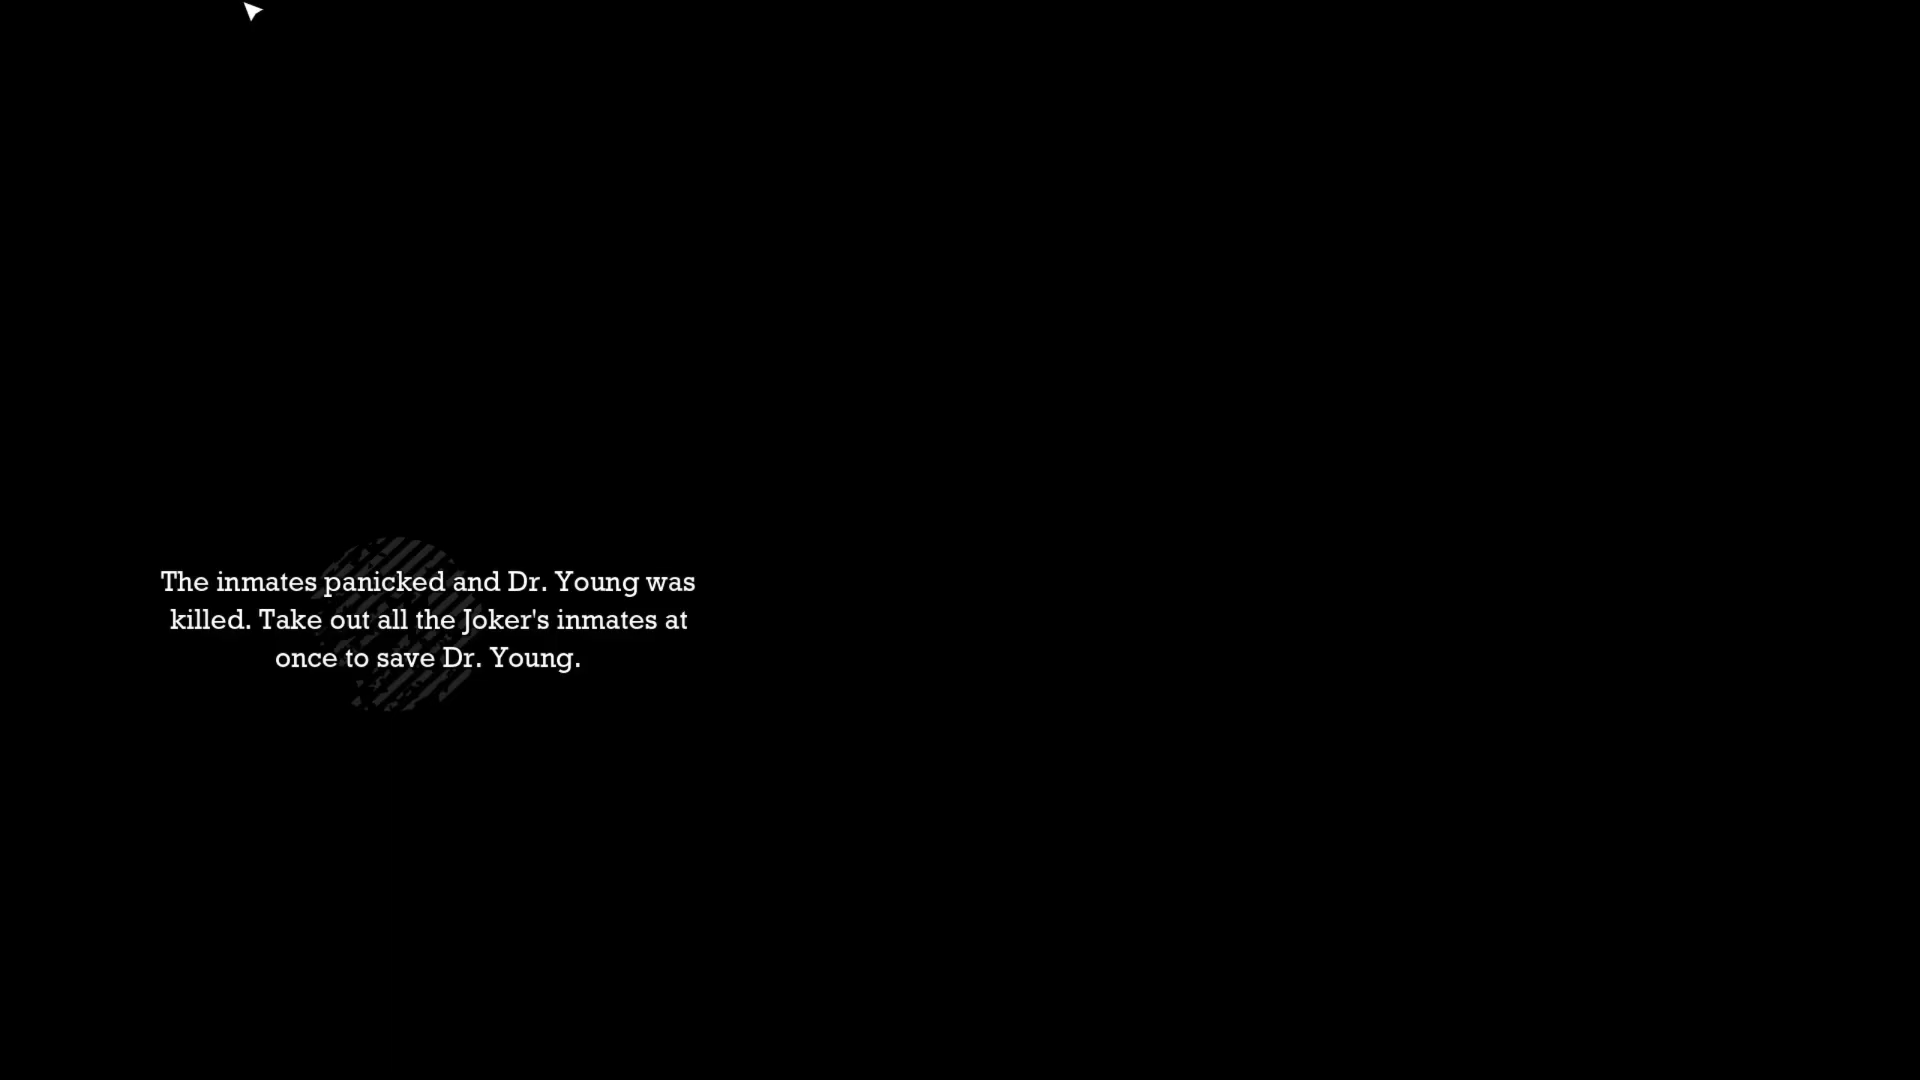 The inmates panicked and Dr. Young was
killed. Take out all the Joker's inmates at
once to save Dr. Young.